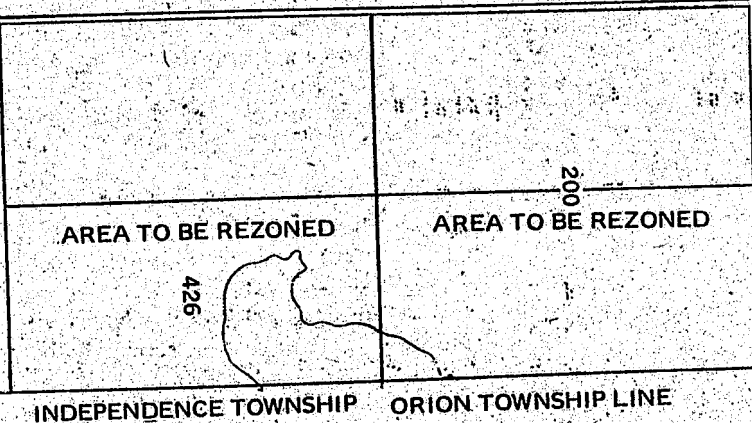 200
AREA TO BE REZONED AREA TO BE REZONED
426
INDEPENDENCE TOWNSHIP ORION TOWNSHIP LINE